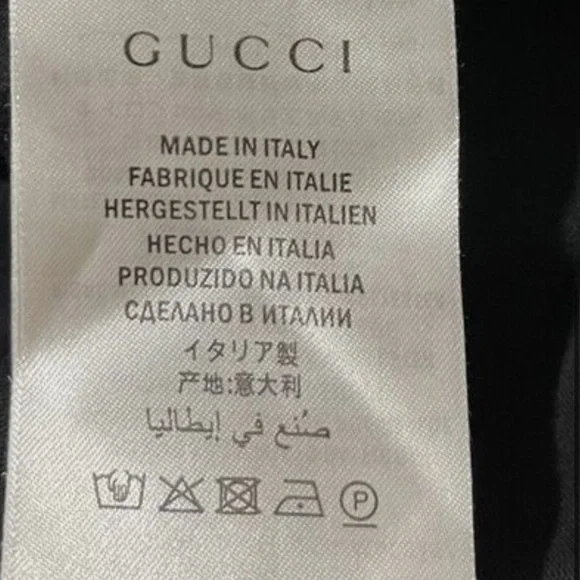 GUCCI
MADE IN ITALY
FABRIQUE EN ITALIE
HERGESTELLT IN ITALIEN
HECHO EN ITALIA
PRODUZIDO NA ITALIA
СДЕЛАНО В ИТАЛИИ
イタリア製
产地:意大利
صُنع في إيطاليا
P